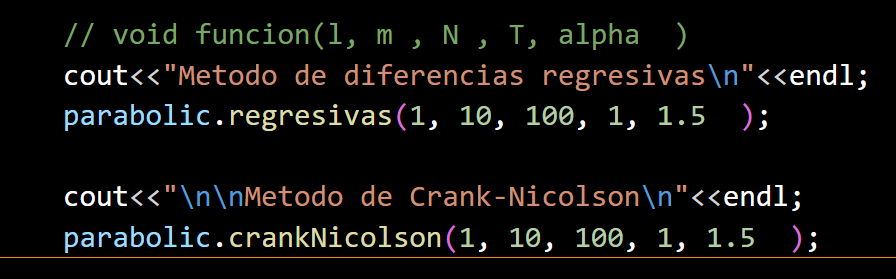 // void funcion(l, m , N , T, alpha  )
cout<<"Metodo de diferencias regresivas\n"<<endl;
parabolic.regresivas(1, 10, 100, 1, 1.5  );
cout<<"\n\nMetodo de Crank-Nicolson\n"<<endl;
parabolic.crankNicolson(1, 10, 100, 1, 1.5  );